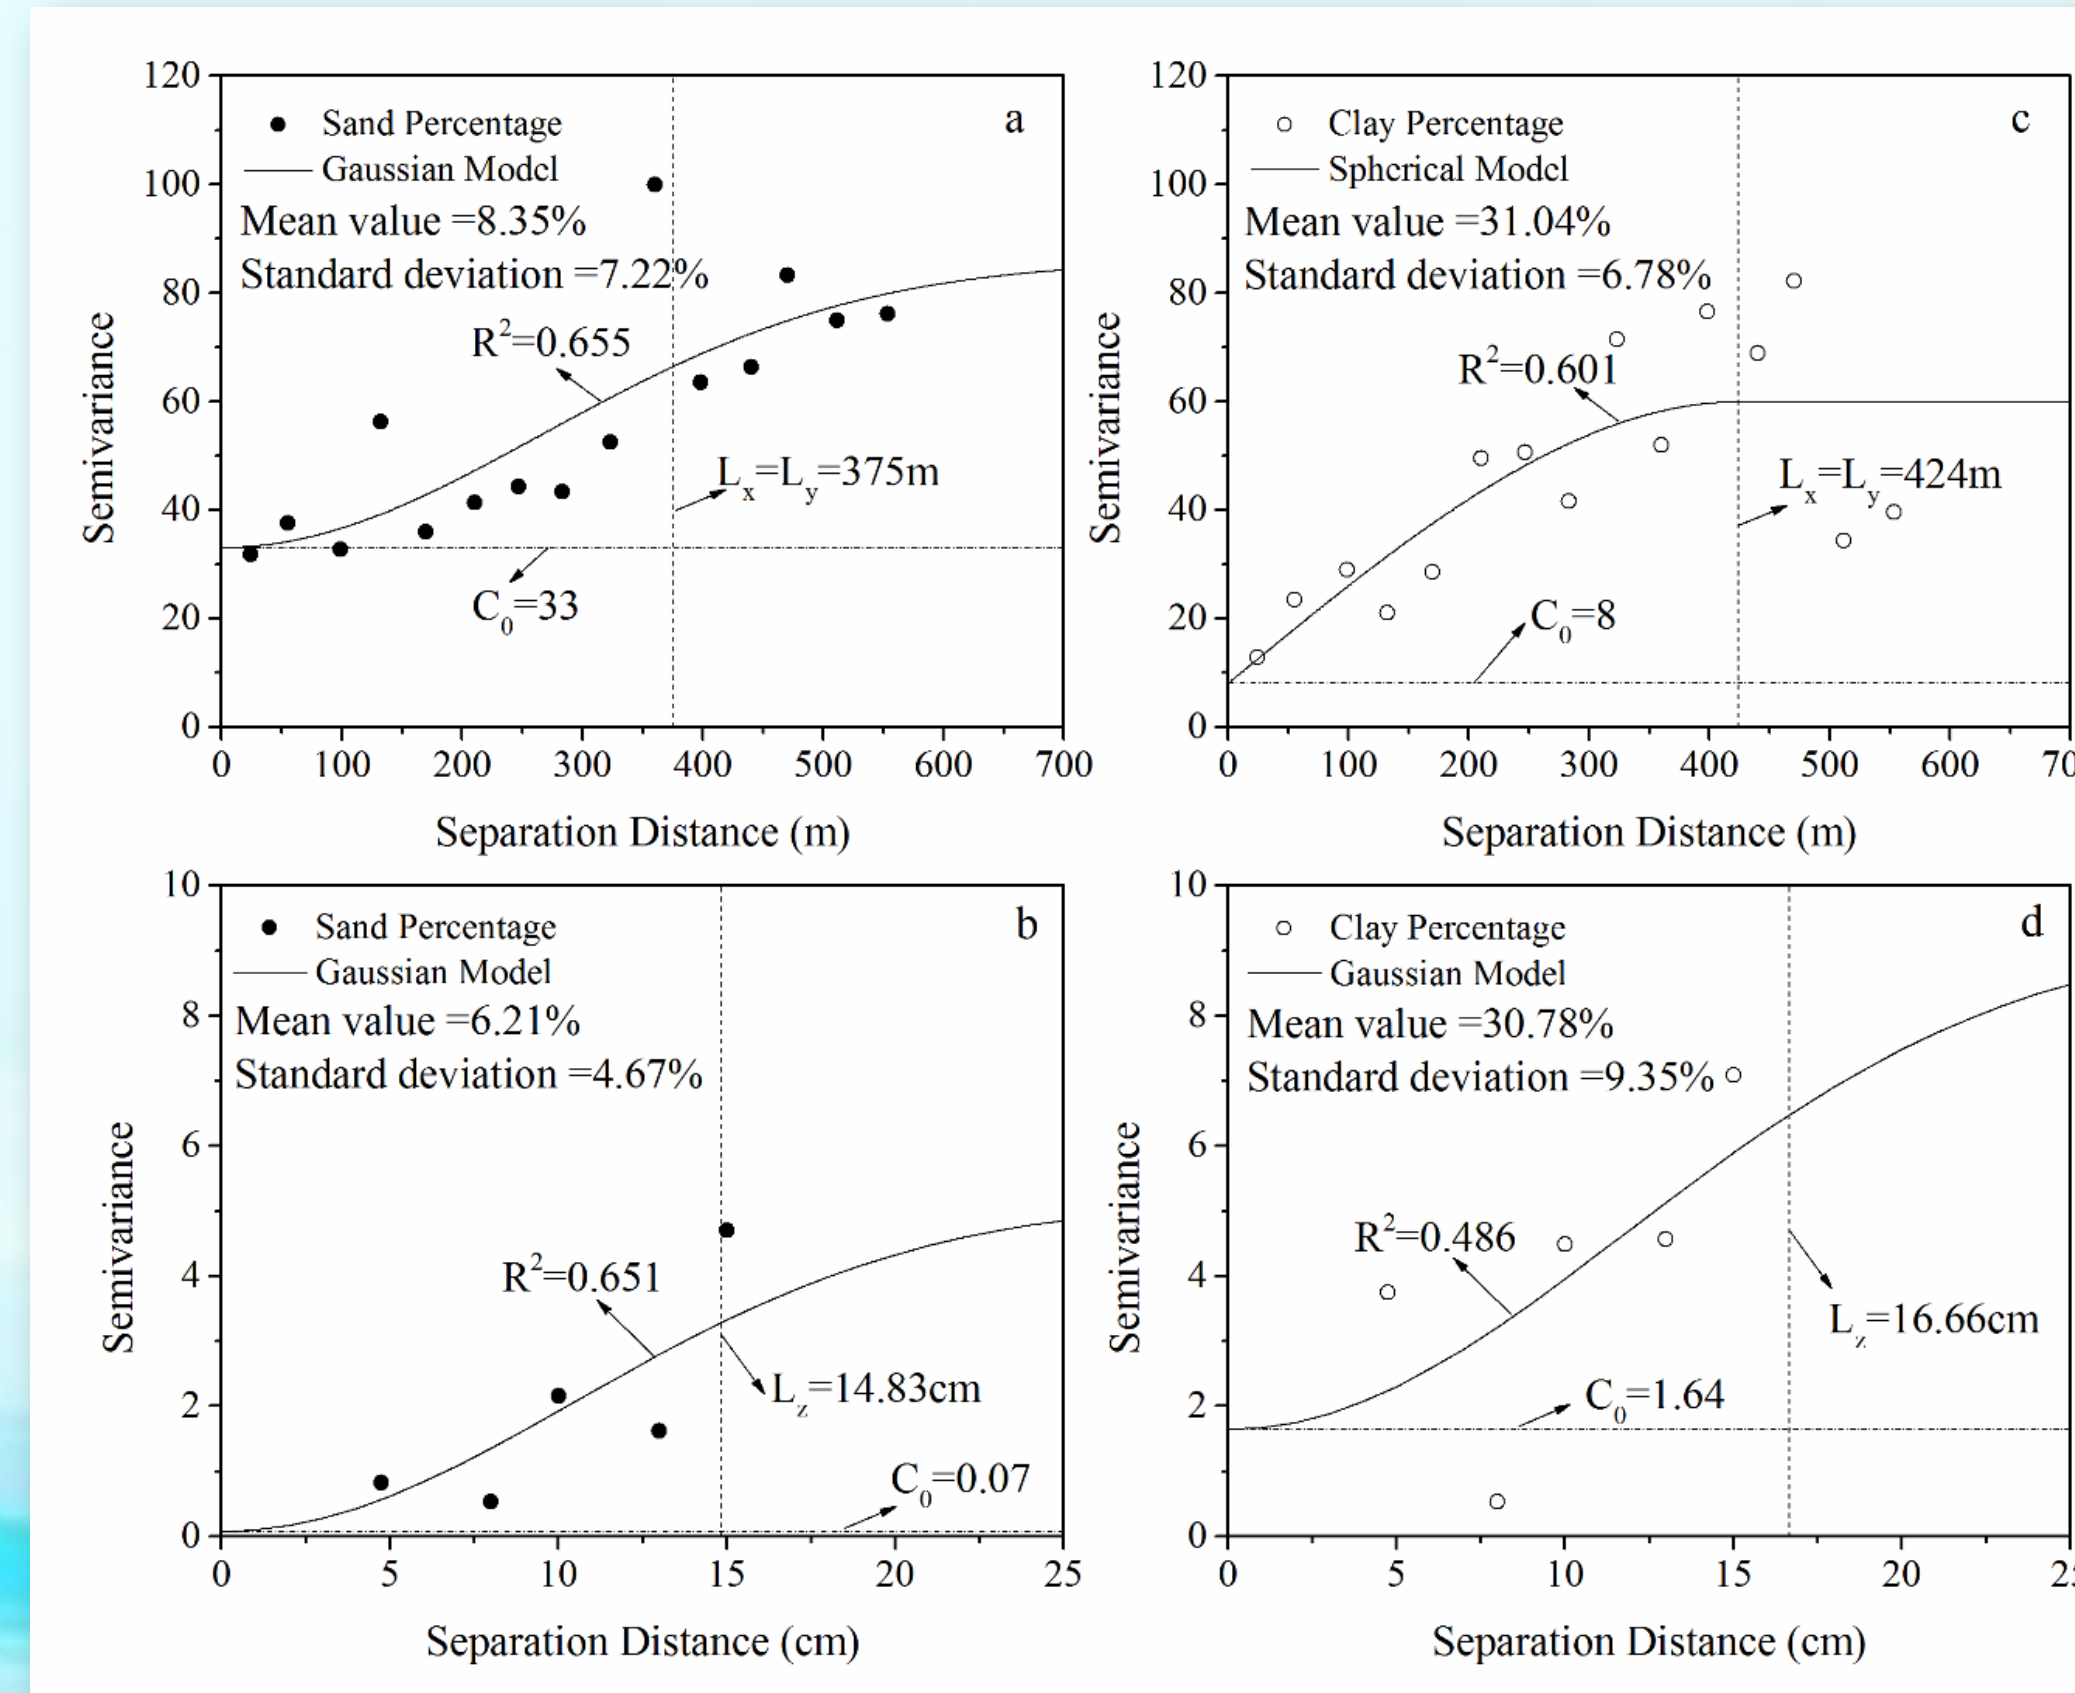 120
100
80
60
40
20
0
Semivariance
Sand Percentage
Gaussian Model
Mean value =8.35%
Standard deviation =7.22%
a
R²=0.655
Lx=Ly=375m
C0=33
0 100 200 300 400 500 600 700
Separation Distance (m)
120
100
80
60
40
20
0
Semivariance
Clay Percentage
Spherical Model
Mean value =31.04%
Standard deviation =6.78%
c
R²=0.601
Lx=Ly=424m
C0=8
0 100 200 300 400 500 600 70
Separation Distance (m)
10
8
6
4
2
0
Semivariance
Sand Percentage
Gaussian Model
Mean value =6.21%
Standard deviation =4.67%
b
R²=0.651
Lz=14.83cm
C0=0.07
0 5 10 15 20 25
Separation Distance (cm)
10
8
6
4
2
0
Semivariance
Clay Percentage
Gaussian Model
Mean value =30.78%
Standard deviation =9.35%
d
R²=0.486
Lz=16.66cm
C0=1.64
0 5 10 15 20 2
Separation Distance (cm)